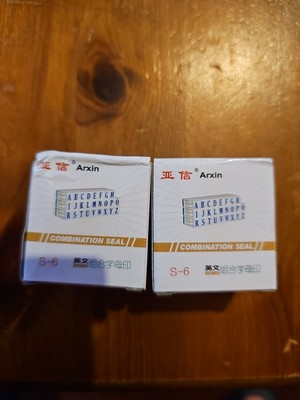 亚信® Arxin
ABCDEFGH
IJKLMNOPQ
RSTUVWXYZ
COMBINATION SEAL
S-6 英文组合字母印
亚信® Arxin
ABCDEFGH
IJKLMNOPQ
RSTUVWXYZ
COMBINATION SEAL
S-6 英文组合字母印